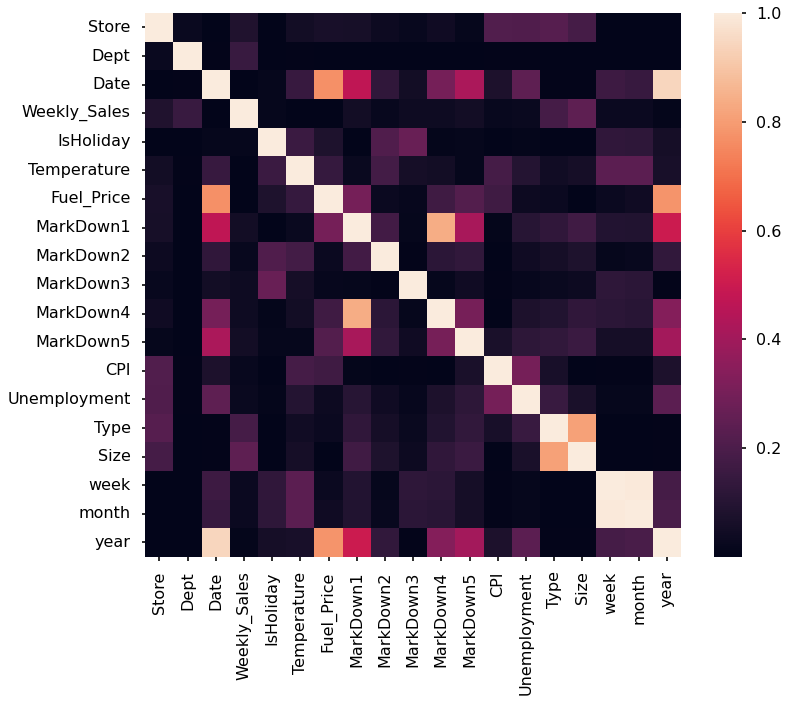 Store
Dept
Date
Weekly_Sales
IsHoliday
Temperature
Fuel_Price
MarkDown1
MarkDown2
MarkDown3
MarkDown4
MarkDown5
CPI
Unemployment
Type
Size
week
month
year
Store
Dept
Date
Weekly_Sales
IsHoliday
Temperature
Fuel_Price
MarkDown1
MarkDown2
MarkDown3
MarkDown4
MarkDown5
CPI
Unemployment
Type
Size
week
month
year
1.0
0.8
0.6
0.4
0.2